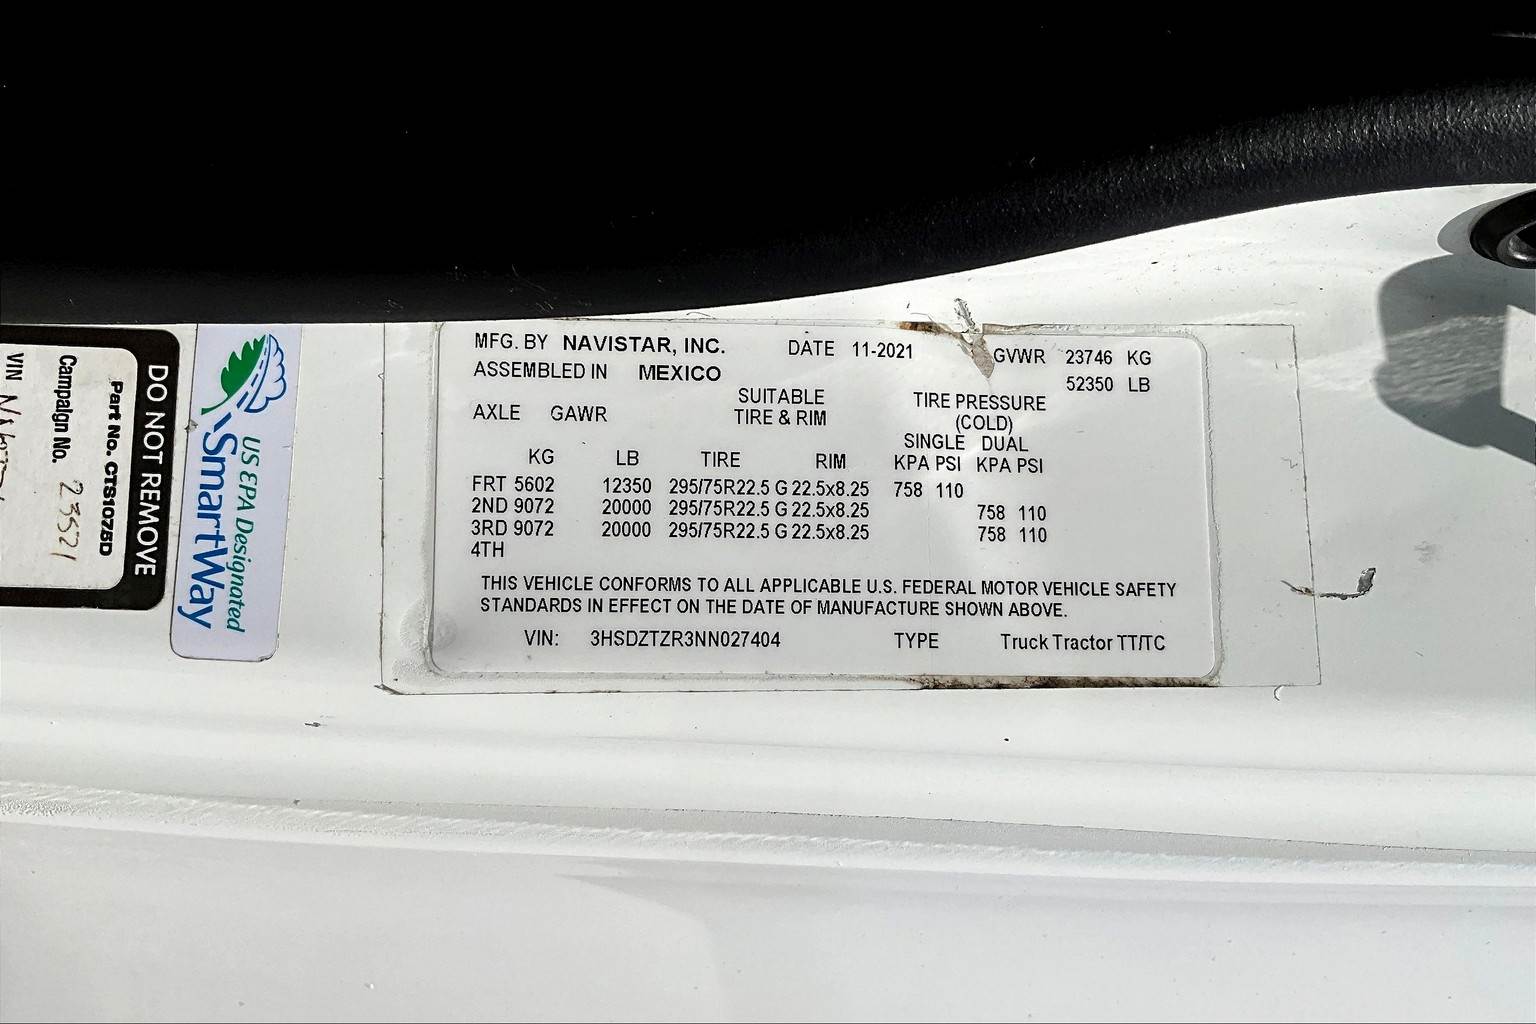 DO NOT REMOVE
Part No. CTS1075D
Campaign No. 23521
VIN
US EPA Designated
SmartWay
MFG. BY NAVISTAR, INC. DATE 11-2021 GVWR 23746 KG
ASSEMBLED IN MEXICO 52350 LB
SUITABLE TIRE PRESSURE
AXLE GAWR TIRE & RIM (COLD)
SINGLE DUAL
KG LB TIRE RIM KPA PSI KPA PSI
FRT 5602 12350 295/75R22.5 G 22.5x8.25 758 110
2ND 9072 20000 295/75R22.5 G 22.5x8.25 758 110
3RD 9072 20000 295/75R22.5 G 22.5x8.25 758 110
4TH
THIS VEHICLE CONFORMS TO ALL APPLICABLE U.S. FEDERAL MOTOR VEHICLE SAFETY
STANDARDS IN EFFECT ON THE DATE OF MANUFACTURE SHOWN ABOVE.
VIN: 3HSDZTZR3NN027404 TYPE Truck Tractor TT/TC